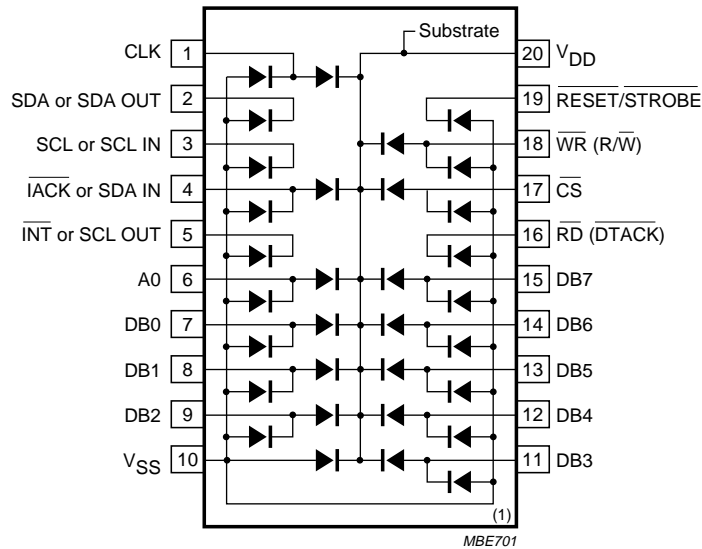 Substrate
CLK 1
20 VDD
SDA or SDA OUT 2
19 RESET/STROBE
SCL or SCL IN 3
18 WR (R/W)
IACK or SDA IN 4
17 CS
INT or SCL OUT 5
16 RD (DTACK)
A0 6
15 DB7
DB0 7
14 DB6
DB1 8
13 DB5
DB2 9
12 DB4
VSS 10
11 DB3
(1)
MBE701